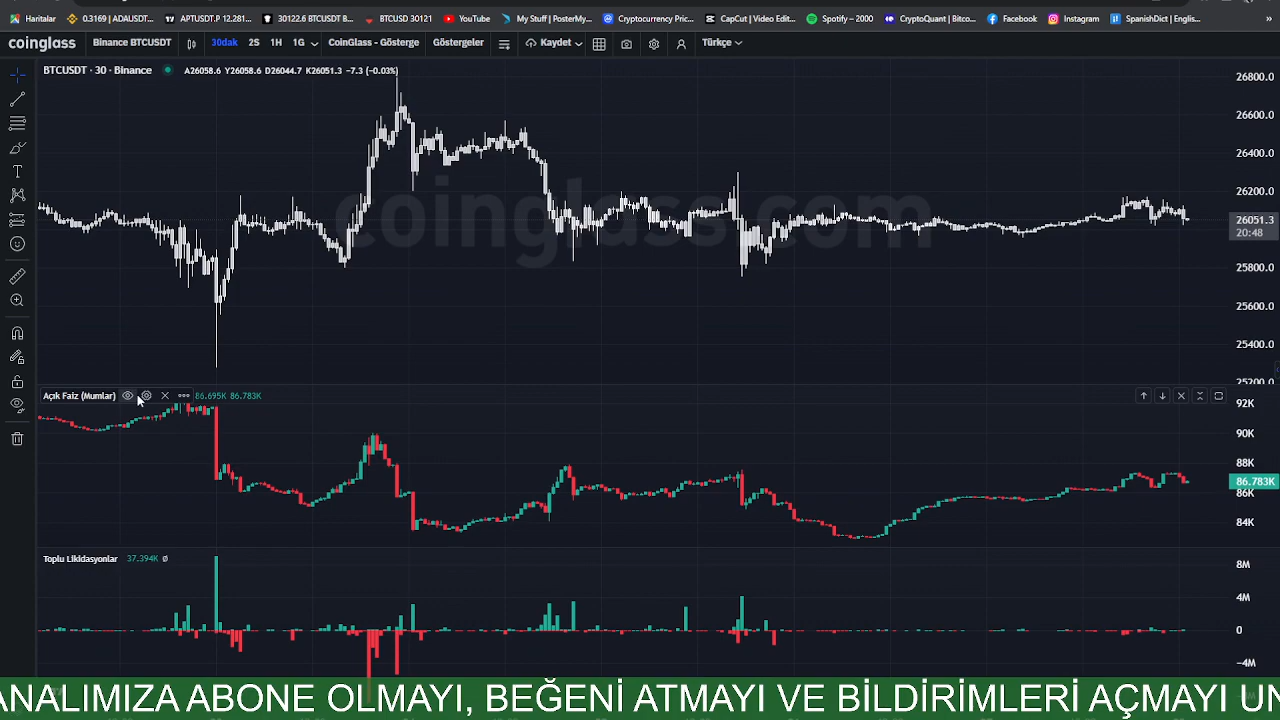 Haritalar 0.3169 | ADAUSDT... APTUSDT.P 12.281... 30122.6 BTCUSDT B... BTCUSD 30121 YouTube My Stuff | PosterMy... Cryptocurrency Pric... CapCut | Video Edit... Spotify – 2000 CryptoQuant | Bitco... Facebook Instagram SpanishDict | Englis... »
coinglass Binance BTCUSDT 30dak 2S 1H 1G CoinGlass - Gösterge Göstergeler Kaydet Türkçe
BTCUSDT · 30 · Binance A26058.6 Y26058.6 D26044.7 K26051.3 -7.3 (-0.03%)
26800.0
26600.0
26400.0
26200.0
coinglass.com
26051.3
20:48
25800.0
25600.0
25400.0
25200.0
Açık Faiz (Mumlar) 86.695K 86.783K
92K
90K
88K
86.783K
86K
84K
Toplu Likidasyonlar 37.394K Ø
8M
4M
0
-4M
ANALIMIZA ABONE OLMAYI, BEĞENİ ATMAYI VE BİLDİRİMLERİ AÇMAYI UN